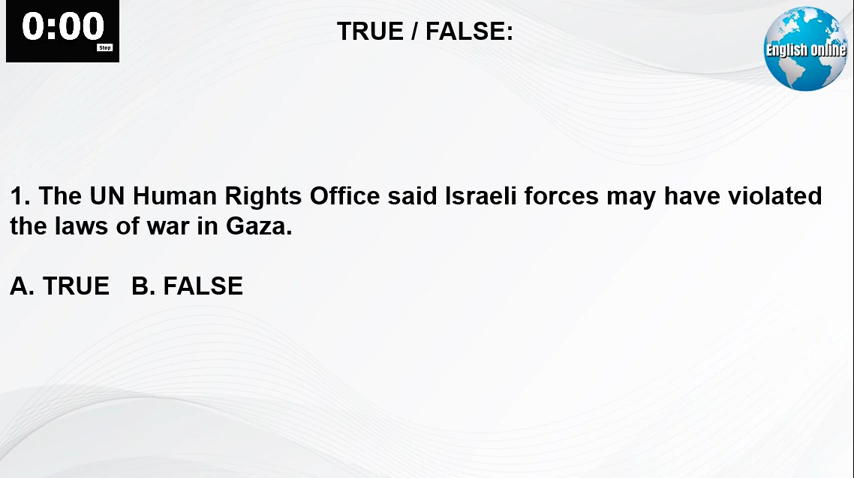 0:00
Stop
TRUE / FALSE:
English Online
1. The UN Human Rights Office said Israeli forces may have violated
the laws of war in Gaza.
A. TRUE   B. FALSE